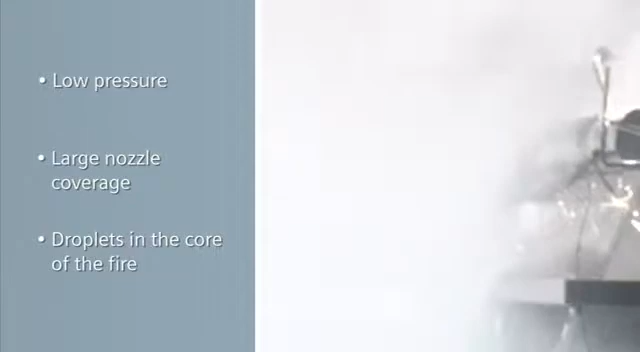 • Low pressure
• Large nozzle
coverage
• Droplets in the core
of the fire